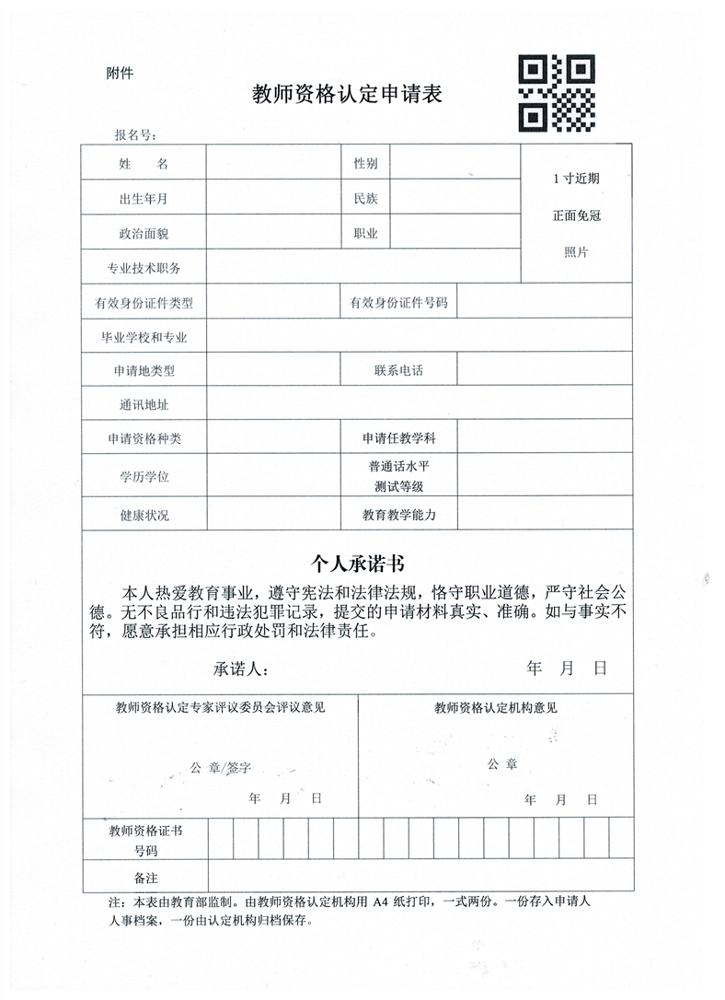 附件
教师资格认定申请表
报名号：
姓　名　性别　1 寸近期
出生年月　民族　正面免冠
政治面貌　职业　照片
专业技术职务
有效身份证件类型　有效身份证件号码
毕业学校和专业
申请地类型　联系电话
通讯地址
申请资格种类　申请任教学科
学历学位　普通话水平
测试等级
健康状况　教育教学能力
个人承诺书
本人热爱教育事业，遵守宪法和法律法规，恪守职业道德，严守社会公
德。无不良品行和违法犯罪记录，提交的申请材料真实、准确。如与事实不
符，愿意承担相应行政处罚和法律责任。
承诺人：　年　月　日
教师资格认定专家评议委员会评议意见　教师资格认定机构意见
公 章/签字　公 章
年　月　日　年　月　日
教师资格证书
号码
备注
注：本表由教育部监制。由教师资格认定机构用 A4 纸打印，一式两份。一份存入申请人
人事档案，一份由认定机构归档保存。